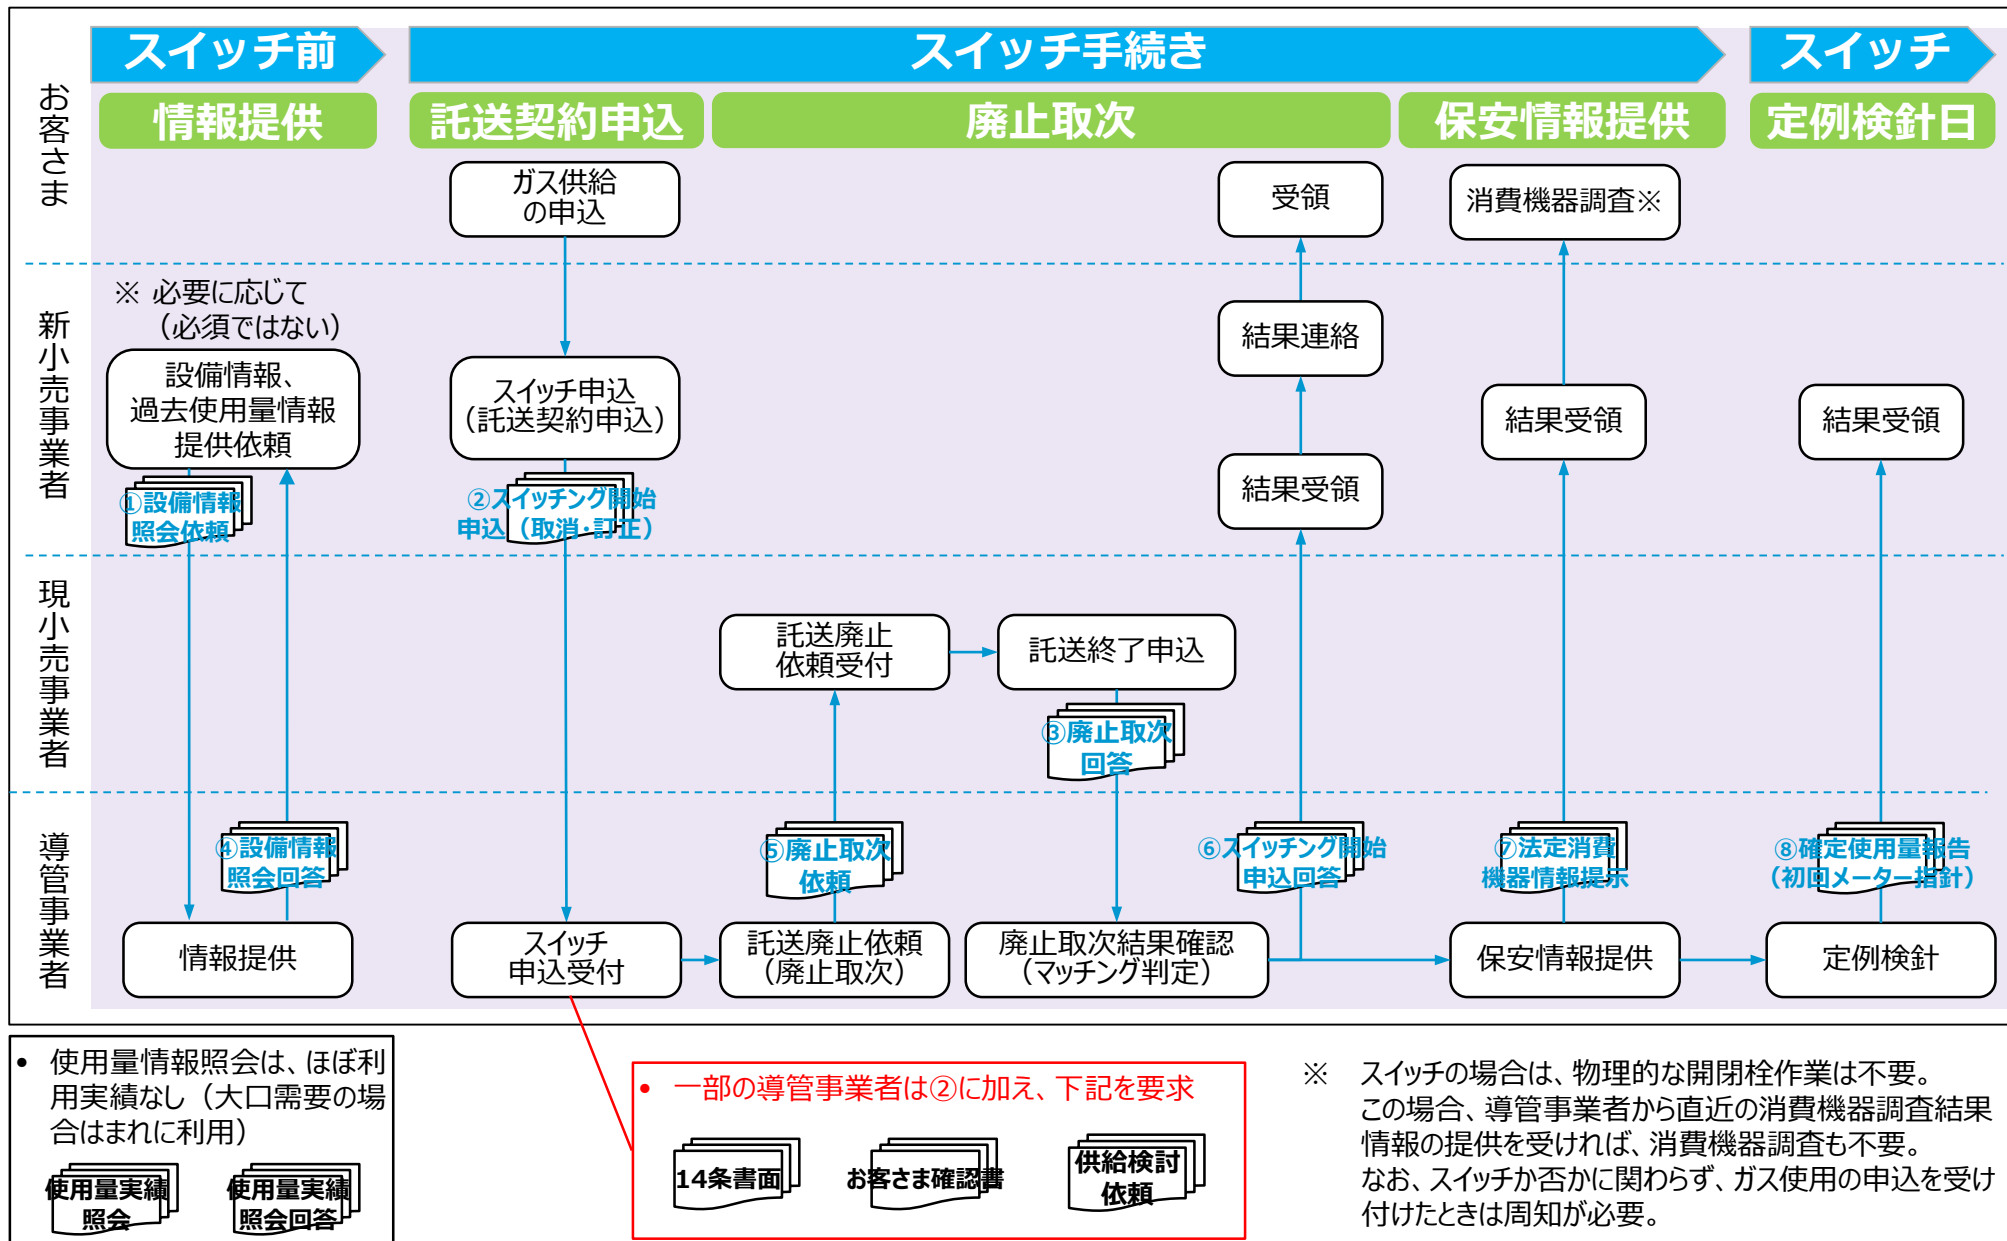 スイッチ前
スイッチ手続き
スイッチ
情報提供
託送契約申込
廃止取次
保安情報提供
定例検針日
お客さま
ガス供給
の申込
受領
消費機器調査※
新小売事業者
※ 必要に応じて
（必須ではない）
設備情報、
過去使用量情報
提供依頼
スイッチ申込
（託送契約申込）
結果連絡
結果受領
結果受領
結果受領
①設備情報
照会依頼
②スイッチング開始
申込（取消・訂正）
現小売事業者
託送廃止
依頼受付
託送終了申込
③廃止取次
回答
導管事業者
④設備情報
照会回答
⑤廃止取次
依頼
⑥スイッチング開始
申込回答
⑦法定消費
機器情報提示
⑧確定使用量報告
（初回メーター指針）
情報提供
スイッチ
申込受付
託送廃止依頼
（廃止取次）
廃止取次結果確認
（マッチング判定）
保安情報提供
定例検針
• 使用量情報照会は、ほぼ利
用実績なし（大口需要の場
合はまれに利用）
使用量実績
照会
使用量実績
照会回答
• 一部の導管事業者は②に加え、下記を要求
14条書面
お客さま確認書
供給検討
依頼
※ スイッチの場合は、物理的な開閉栓作業は不要。
この場合、導管事業者から直近の消費機器調査結果
情報の提供を受ければ、消費機器調査も不要。
なお、スイッチか否かに関わらず、ガス使用の申込を受け
付けたときは周知が必要。